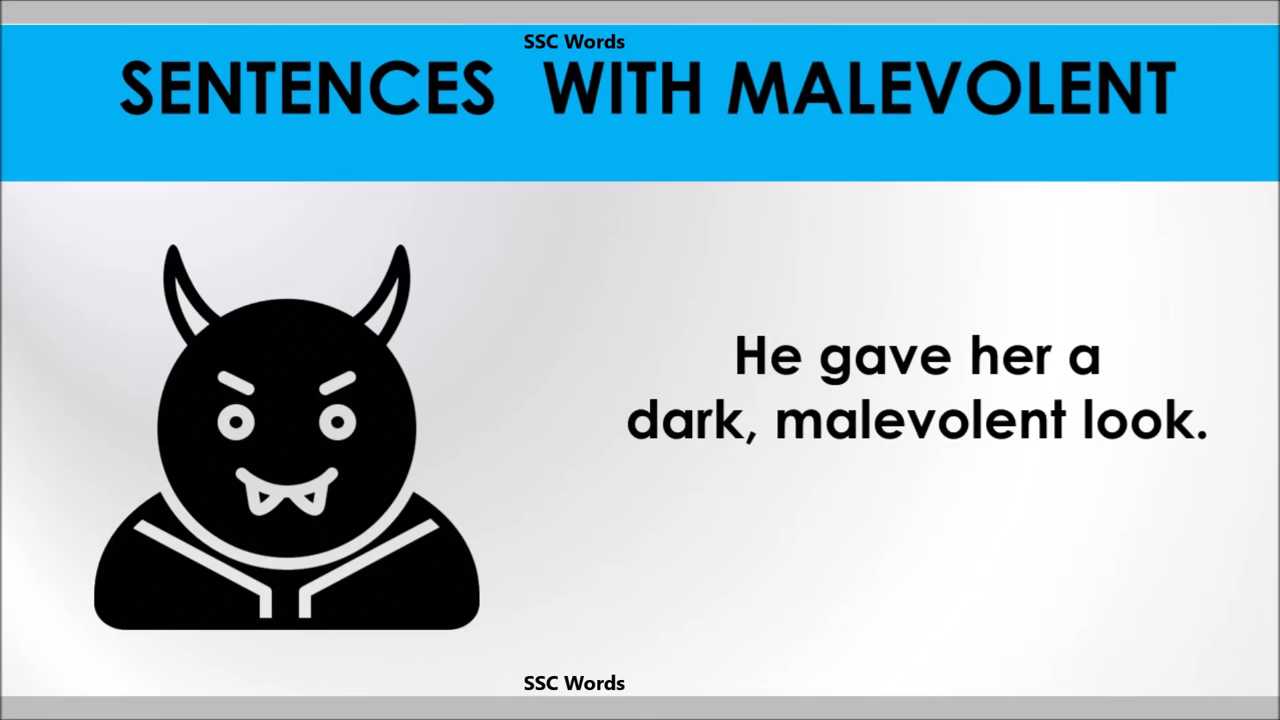 SSC Words
SENTENCES WITH MALEVOLENT
He gave her a
dark, malevolent look.
SSC Words